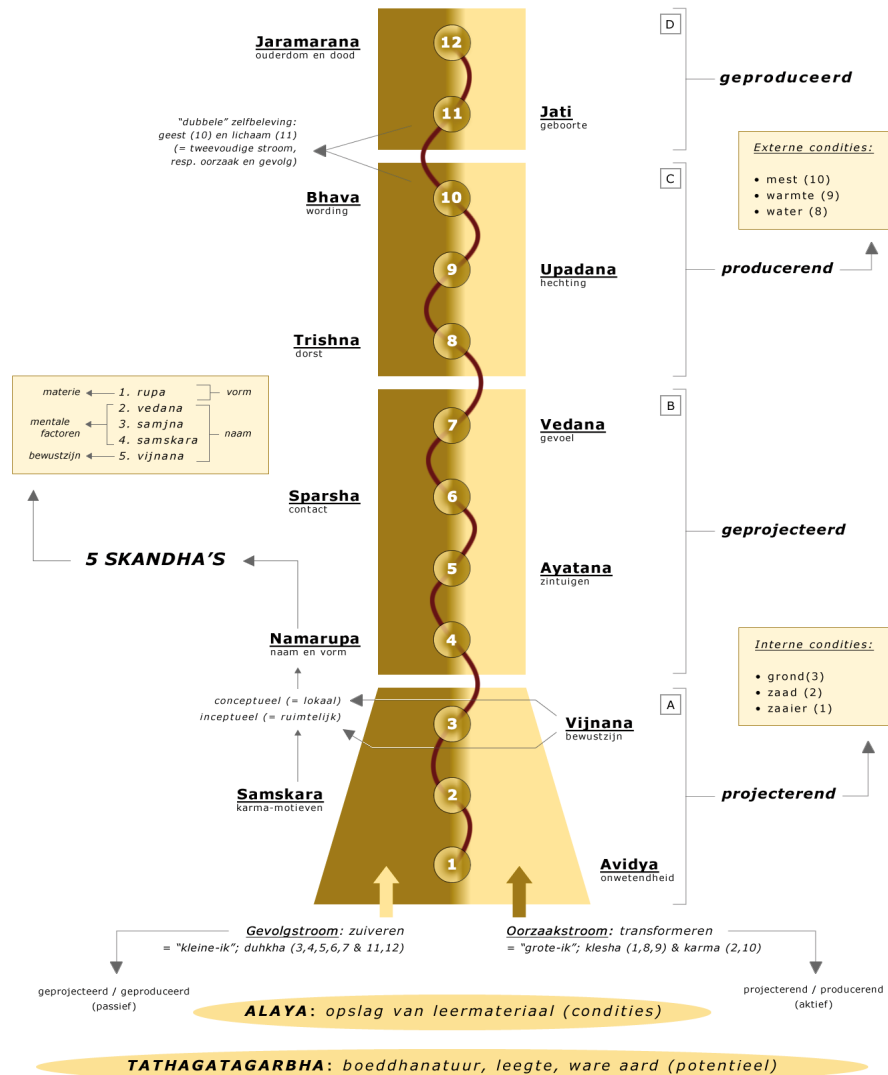 Jaramarana
ouderdom en dood
12
D
geproduceerd
11
Jati
geboorte
"dubbele" zelfbeleving:
geest (10) en lichaam (11)
(= tweevoudige stroom,
resp. oorzaak en gevolg)
Externe condities:
• mest (10)
• warmte (9)
• water (8)
C
Bhava
wording
10
9
Upadana
hechting
producerend
Trishna
dorst
8
materie
1. rupa
vorm
mentale
factoren
2. vedana
3. samjna
4. samskara
naam
bewustzijn
5. vijnana
B
7
Vedana
gevoel
Sparsha
contact
6
geprojecteerd
5 SKANDHA'S
5
Ayatana
zintuigen
Namarupa
naam en vorm
4
Interne condities:
• grond(3)
• zaad (2)
• zaaier (1)
conceptueel (= lokaal)
inceptueel (= ruimtelijk)
A
3
Vijnana
bewustzijn
Samskara
karma-motieven
2
projecterend
1
Avidya
onwetendheid
Gevolgstroom: zuiveren
= "kleine-ik"; duhkha (3,4,5,6,7 & 11,12)
Oorzaakstroom: transformeren
= "grote-ik"; klesha (1,8,9) & karma (2,10)
geprojecteerd / geproduceerd
(passief)
projecterend / producerend
(aktief)
ALAYA: opslag van leermateriaal (condities)
TATHAGATAGARBHA: boeddhanatuur, leegte, ware aard (potentieel)